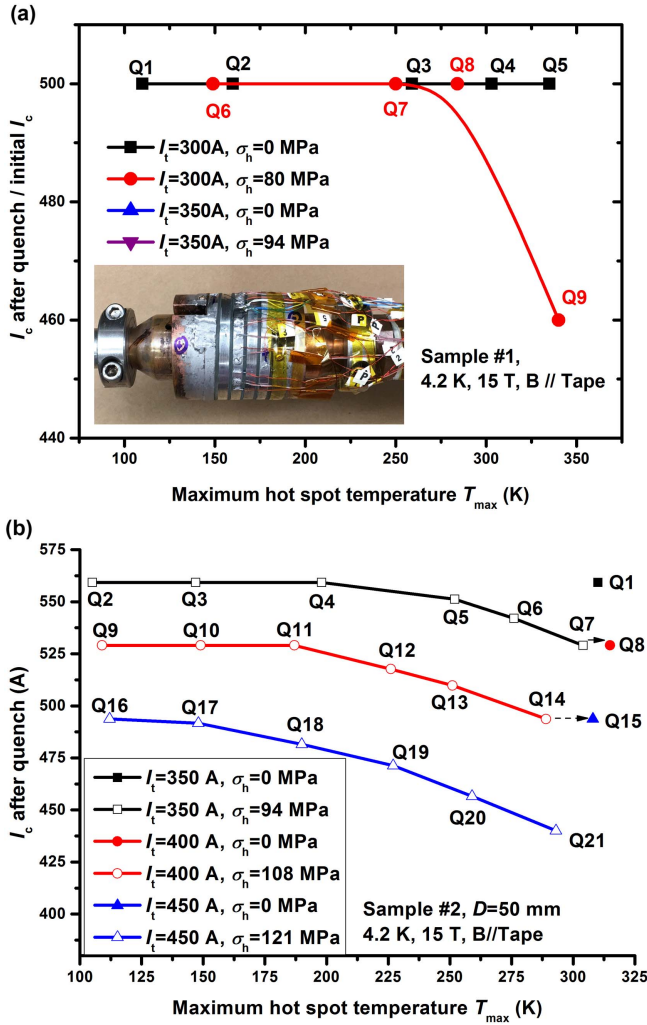 (a)
Q1
Q2
Q3
Q8
Q4
Q5
Q6
Q7
Q9
500
480
460
440
I_c after quench / initial I_c
I_t=300A, σ_h=0 MPa
I_t=300A, σ_h=80 MPa
I_t=350A, σ_h=0 MPa
I_t=350A, σ_h=94 MPa
Sample #1,
4.2 K, 15 T, B // Tape
100 150 200 250 300 350
Maximum hot spot temperature T_max (K)
(b)
575
550
525
500
475
450
425
400
375
I_c after quench (A)
Q1
Q2 Q3 Q4 Q5 Q6 Q7
Q8
Q9 Q10 Q11 Q12 Q13 Q14
Q15
Q16 Q17 Q18 Q19 Q20 Q21
I_t=350 A, σ_h=0 MPa
I_t=350 A, σ_h=94 MPa
I_t=400 A, σ_h=0 MPa
I_t=400 A, σ_h=108 MPa
I_t=450 A, σ_h=0 MPa
I_t=450 A, σ_h=121 MPa
Sample #2, D=50 mm
4.2 K, 15 T, B//Tape
100 125 150 175 200 225 250 275 300 325
Maximum hot spot temperature T_max (K)